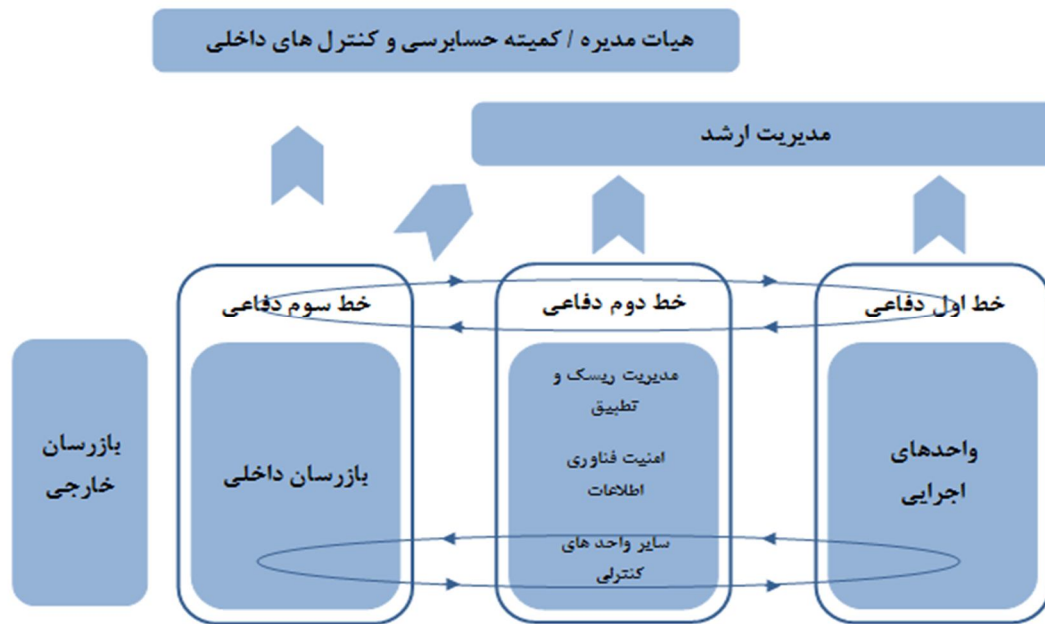 هیات مدیره / کمیته حسابرسی و کنترل های داخلی
مدیریت ارشد
خط اول دفاعی
خط دوم دفاعی
خط سوم دفاعی
واحدهای
اجرایی
مدیریت ریسک و
تطبیق
امنیت فناوری
اطلاعات
سایر واحد های
کنترلی
بازرسان داخلی
بازرسان
خارجی